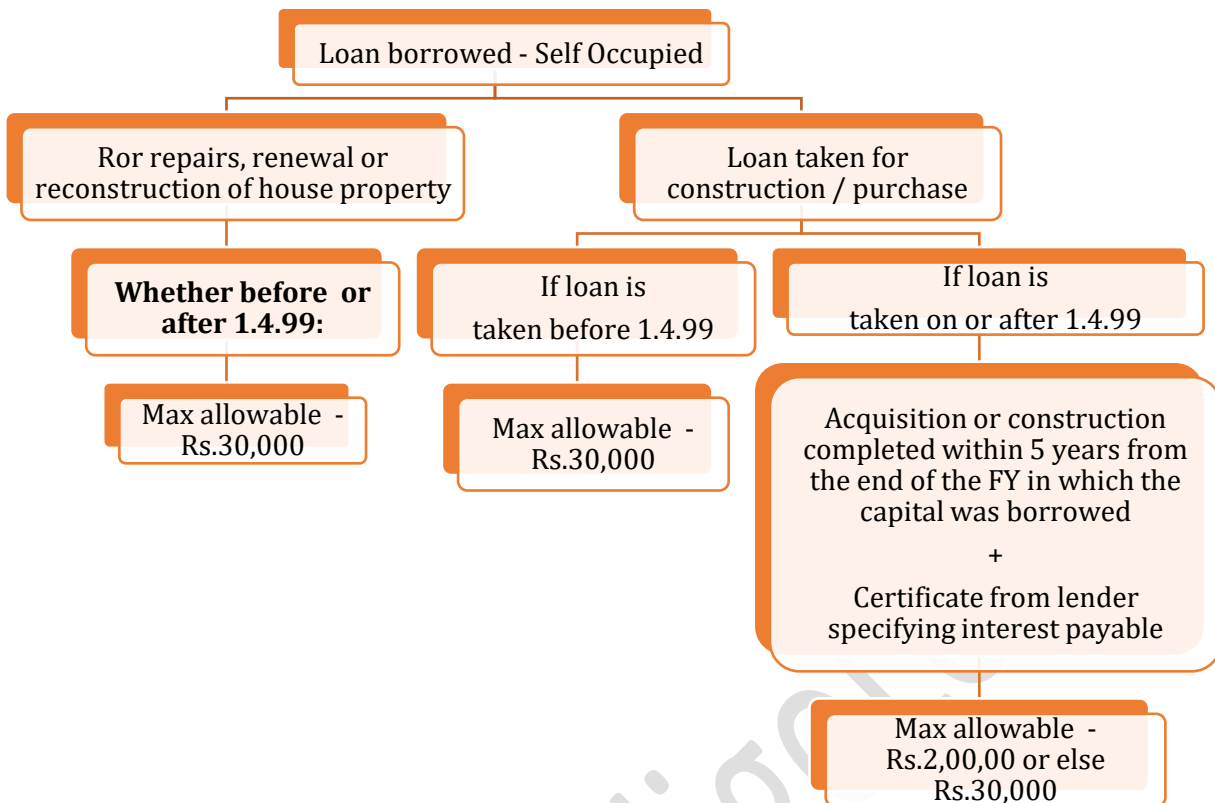 Loan borrowed - Self Occupied
Ror repairs, renewal or
reconstruction of house property
Loan taken for
construction / purchase
Whether before or
after 1.4.99:
If loan is
taken before 1.4.99
If loan is
taken on or after 1.4.99
Max allowable -
Rs.30,000
Max allowable -
Rs.30,000
Acquisition or construction
completed within 5 years from
the end of the FY in which the
capital was borrowed
+
Certificate from lender
specifying interest payable
Max allowable -
Rs.2,00,00 or else
Rs.30,000